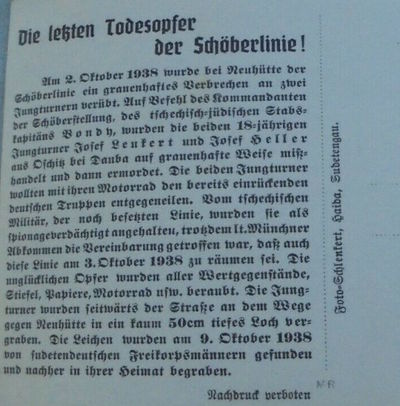 Die letzten Todesopfer
der Schöberlinie!
Am 2. Oktober 1938 wurde bei Neuhütte der
Schöberlinie ein grauenhaftes Verbrechen an zwei
Jungturnern verübt. Auf Befehl des Kommandanten
der Schöberstellung, des tschechisch-jüdischen Stabs-
kapitäns Bondy, wurden die beiden 18-jährigen
Jungturner Josef Leukert und Josef Heller
aus Oschitz bei Dauba auf grauenhafte Weise miß-
handelt und dann ermordet. Die beiden Jungturner
wollten mit ihren Motorrad den bereits einrückenden
deutschen Truppen entgegeneilen. Vom tschechischen
Militär, der noch besetzten Linie, wurden sie als
spionageverdächtigt angehalten, trotzdem lt. Münchner
Abkommen die Vereinbarung getroffen war, daß auch
diese Linie am 3. Oktober 1938 zu räumen sei. Die
unglücklichen Opfer wurden aller Wertgegenstände,
Stiefel, Papiere, Motorrad usw. beraubt. Die Jung-
turner wurden seitwärts der Straße an dem Wege
gegen Neuhütte in ein kaum 50cm tiefes Loch ver-
graben. Die Leichen wurden am 9. Oktober 1938
von sudetendeutschen Freikorpsmännern gefunden
und nachher in ihrer Heimat begraben.
Nachdruck verboten
Foto-Schlenkert, Haida, Sudetengau.